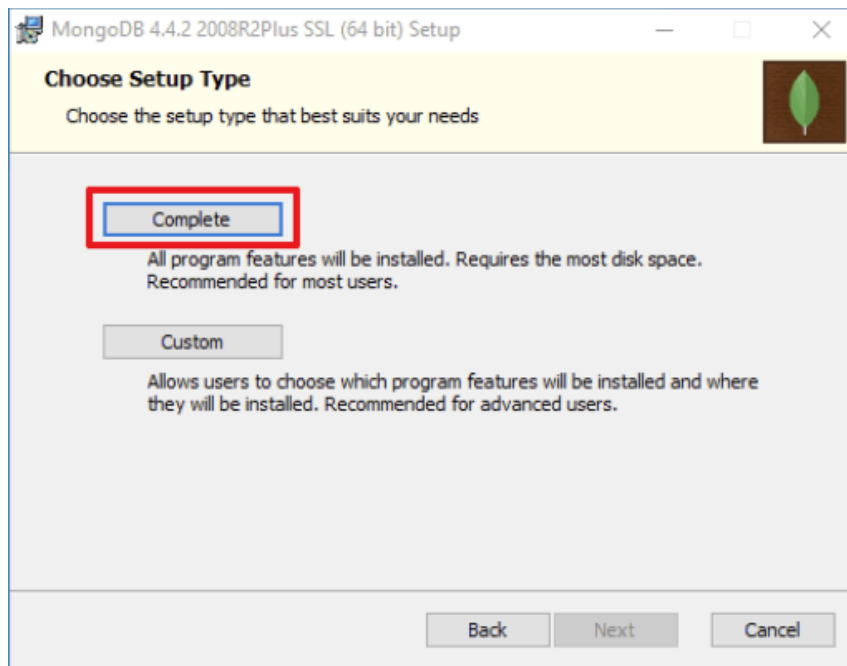 MongoDB 4.4.2 2008R2Plus SSL (64 bit) Setup
Choose Setup Type
Choose the setup type that best suits your needs
Complete
All program features will be installed. Requires the most disk space.
Recommended for most users.
Custom
Allows users to choose which program features will be installed and where
they will be installed. Recommended for advanced users.
Back Next Cancel